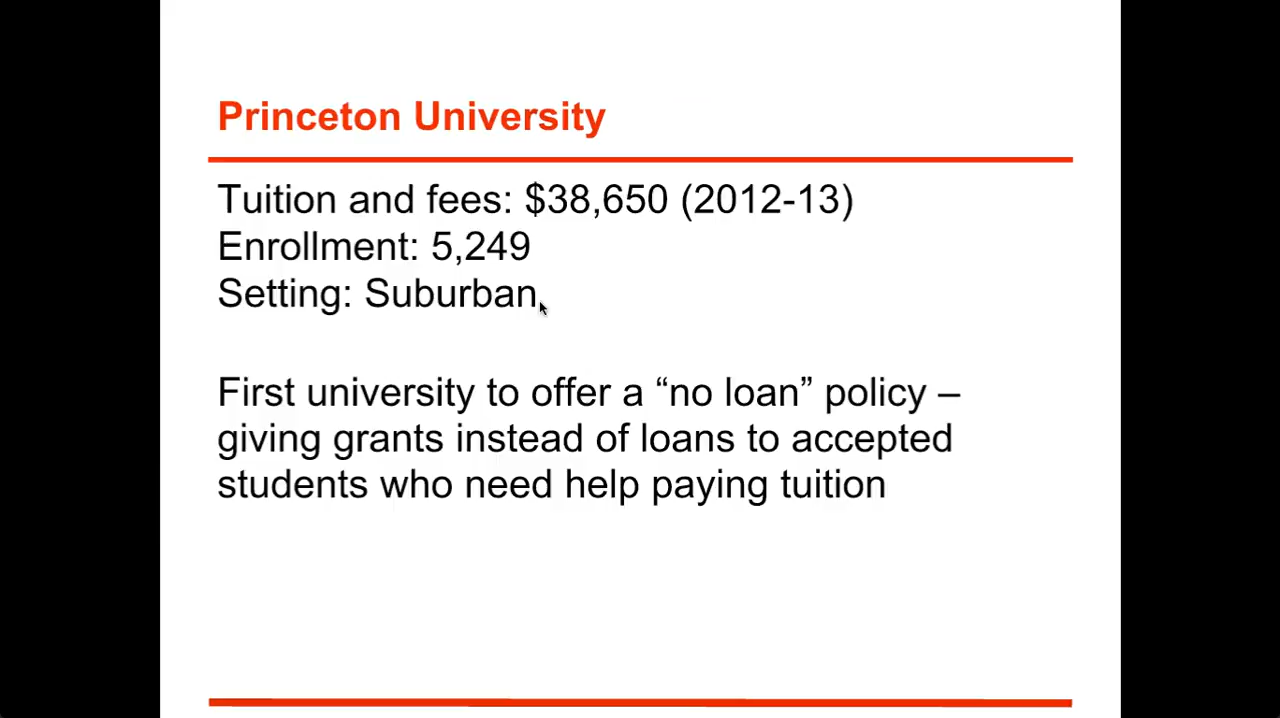 Princeton University
Tuition and fees: $38,650 (2012-13)
Enrollment: 5,249
Setting: Suburban
First university to offer a “no loan” policy –
giving grants instead of loans to accepted
students who need help paying tuition